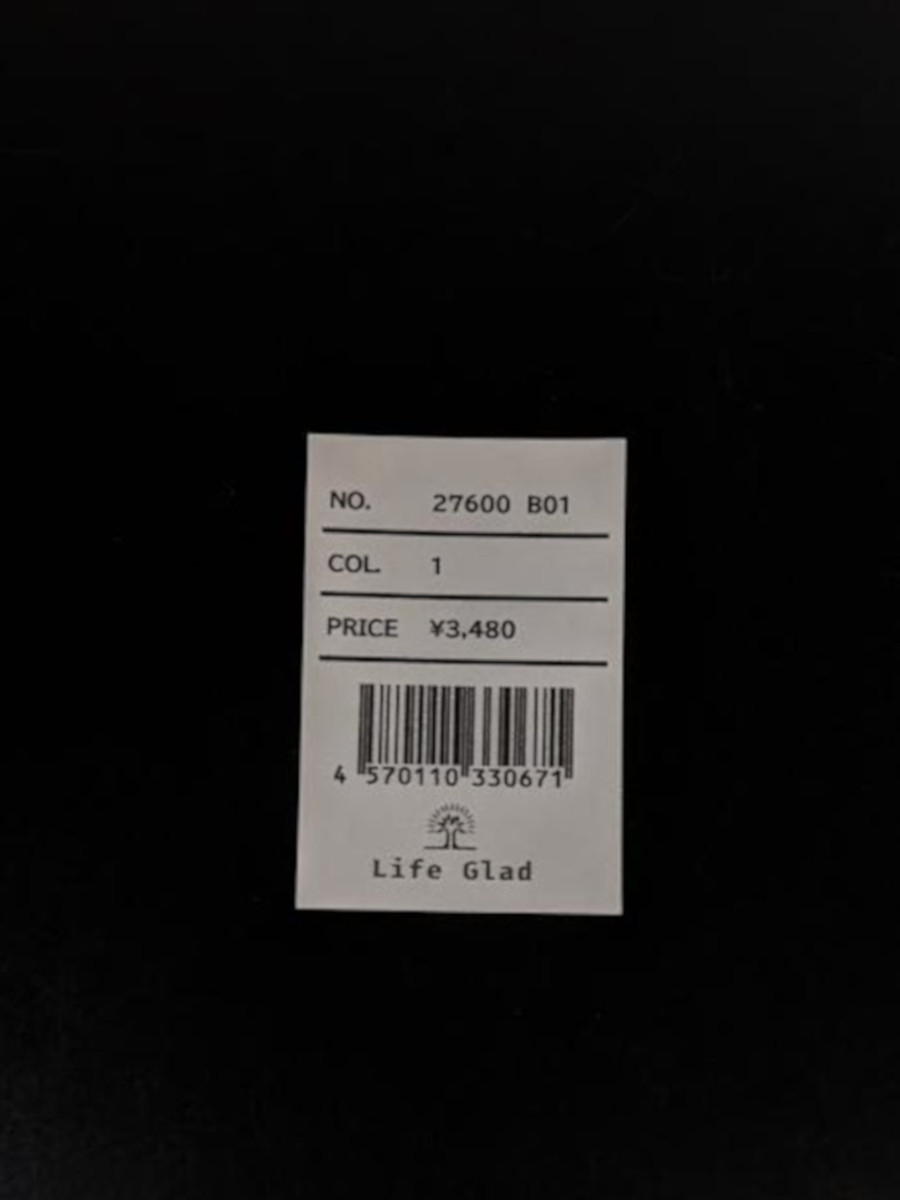 NO. 27600 B01
COL. 1
PRICE ¥3,480
4 570110 330671
Life Glad